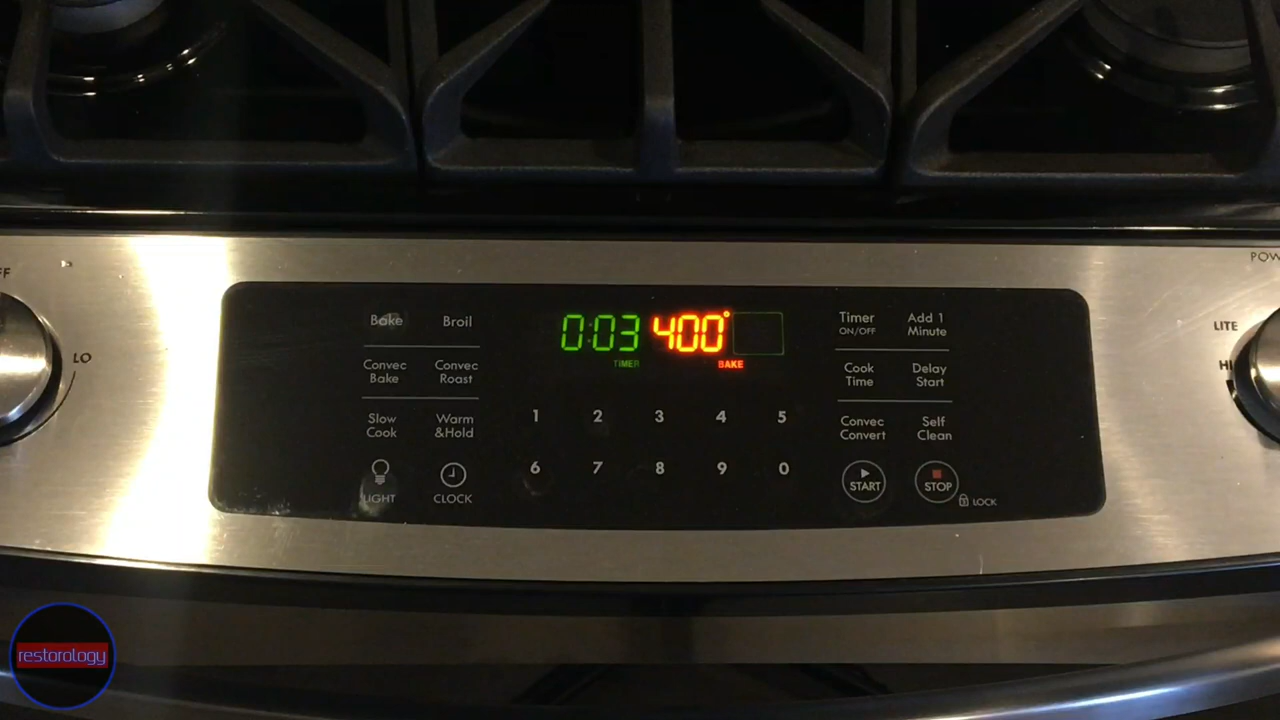 FF
LO
Bake
Broil
Convec
Bake
Convec
Roast
Slow
Cook
Warm
&Hold
LIGHT
CLOCK
0:03 400°
TIMER
BAKE
1 2 3 4 5
6 7 8 9 0
Timer
ON/OFF
Add 1
Minute
Cook
Time
Delay
Start
Convec
Convert
Self
Clean
START
STOP
LOCK
POW
LITE
HI
restorology